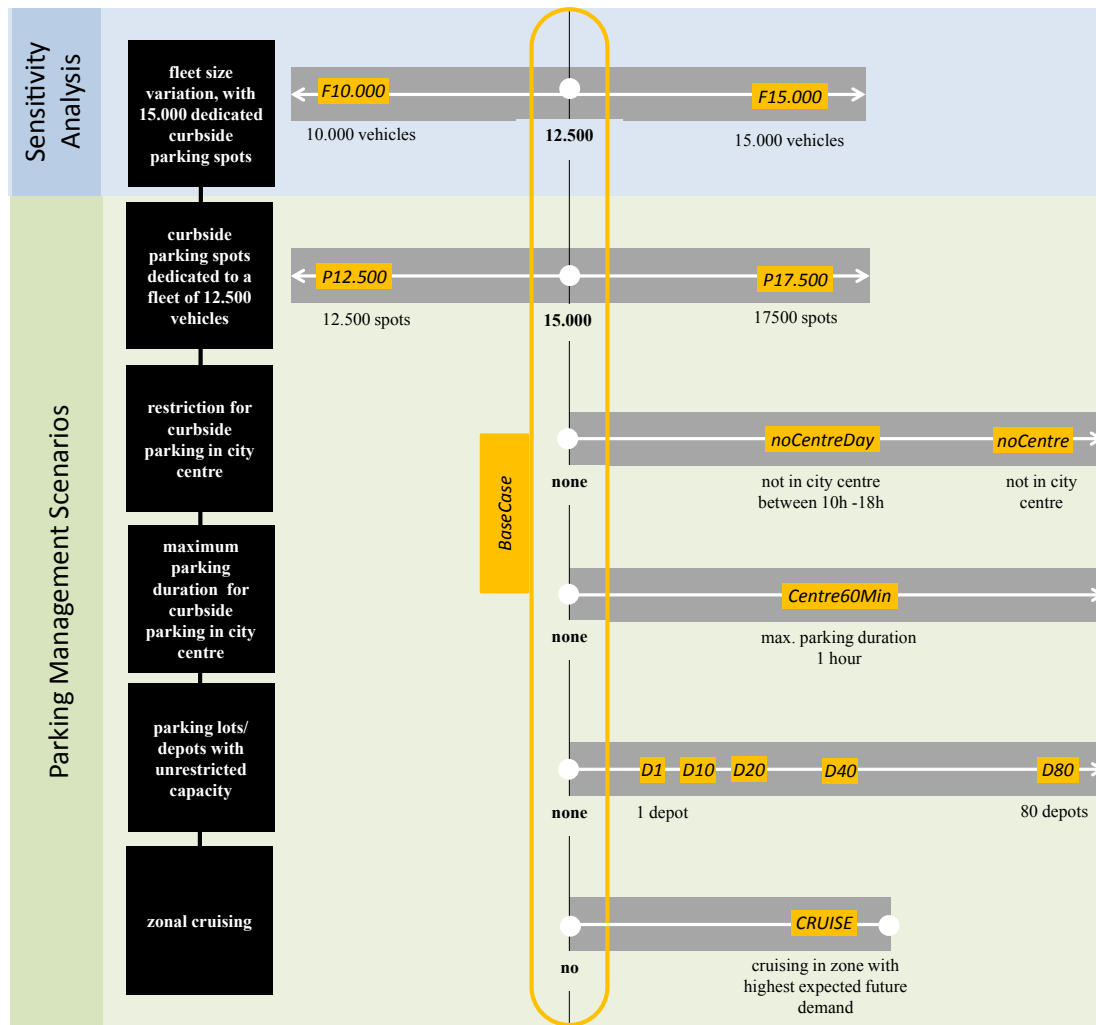 Sensitivity
Analysis
fleet size
variation, with
15.000 dedicated
curbside
parking spots
F10.000
F15.000
10.000 vehicles
12.500
15.000 vehicles
Parking Management Scenarios
curbside
parking spots
dedicated to a
fleet of 12.500
vehicles
P12.500
P17.500
12.500 spots
15.000
17500 spots
restriction for
curbside
parking in city
centre
noCentreDay
noCentre
none
not in city centre
between 10h -18h
not in city
centre
BaseCase
maximum
parking
duration for
curbside
parking in city
centre
Centre60Min
none
max. parking duration
1 hour
parking lots/
depots with
unrestricted
capacity
D1
D10
D20
D40
D80
none
1 depot
80 depots
zonal cruising
CRUISE
no
cruising in zone with
highest expected future
demand